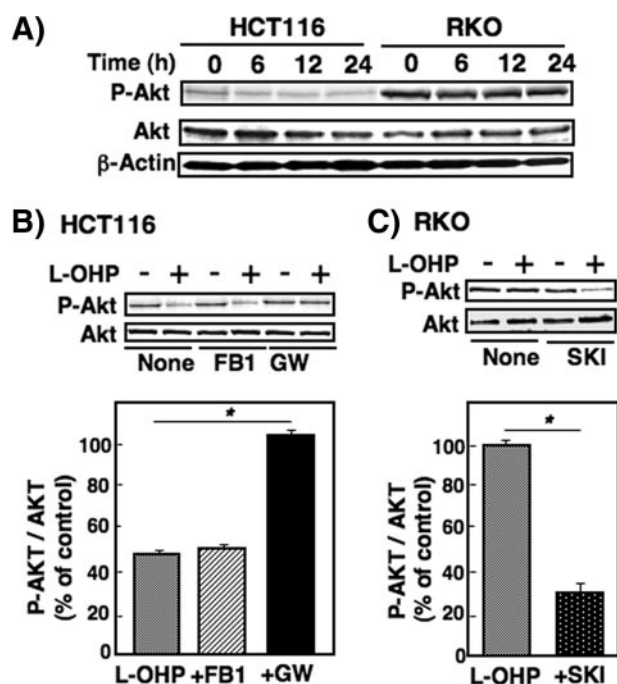 A)
HCT116 RKO
Time (h) 0 6 12 24 0 6 12 24
P-Akt
Akt
β-Actin
B) HCT116
L-OHP - + - + - +
P-Akt
Akt
None FB1 GW
P-AKT / AKT
(% of control)
100
80
60
40
20
0
*
L-OHP +FB1 +GW
C) RKO
L-OHP - + - +
P-Akt
Akt
None SKI
P-AKT / AKT
(% of control)
100
80
60
40
20
0
*
L-OHP +SKI